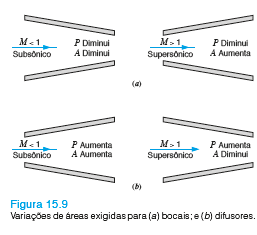 M < 1
Subsônico
P Diminui
A Diminui
M > 1
Supersônico
P Diminui
A Aumenta
(a)
M < 1
Subsônico
P Aumenta
A Aumenta
M > 1
Supersônico
P Aumenta
A Diminui
(b)
Figura 15.9
Variações de áreas exigidas para (a) bocais; e (b) difusores.